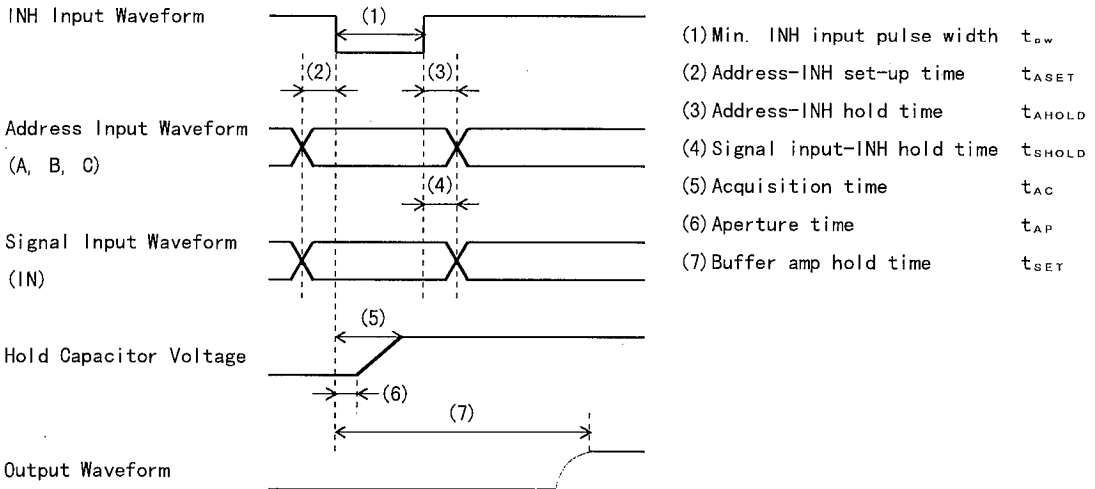 INH Input Waveform
(1)
(2)
(3)
Address Input Waveform
(A, B, C)
(4)
Signal Input Waveform
(IN)
(5)
Hold Capacitor Voltage
(6)
(7)
Output Waveform
(1)Min. INH input pulse width tpw
(2)Address-INH set-up time tASET
(3)Address-INH hold time tAHOLD
(4)Signal input-INH hold time tSHOLD
(5)Acquisition time tAC
(6)Aperture time tAP
(7)Buffer amp hold time tSET